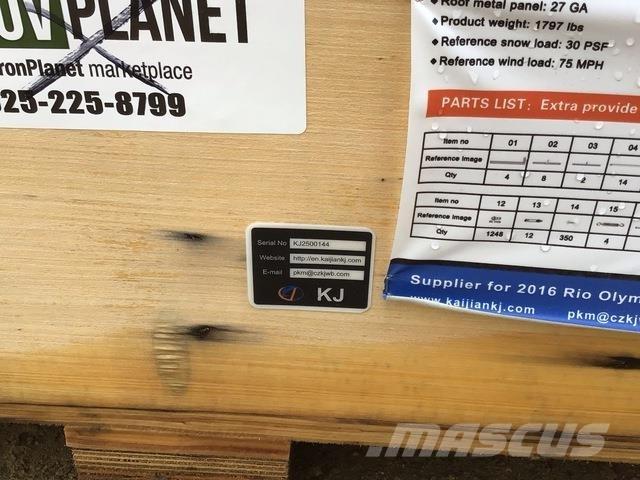 OVPLANET
ronPlanet marketplace
825-225-8799
Roof metal panel: 27 GA
• Product weight: 1797 lbs
• Reference snow load: 30 PSF
• Reference wind load: 75 MPH
PARTS LIST: Extra provide
Item no 01 02 03 04
Reference Image
Qty 4 8 2 14
Item no 12 13 14 15
Reference Image
Qty 1248 12 350 4
Supplier for 2016 Rio Olym
www.kaijiankj.com pkm@czkjwb.c
Serial No KJ2500144
Website http://en.kaijiankj.com
E-mail pkm@czkjwb.com
KJ
MASCUS